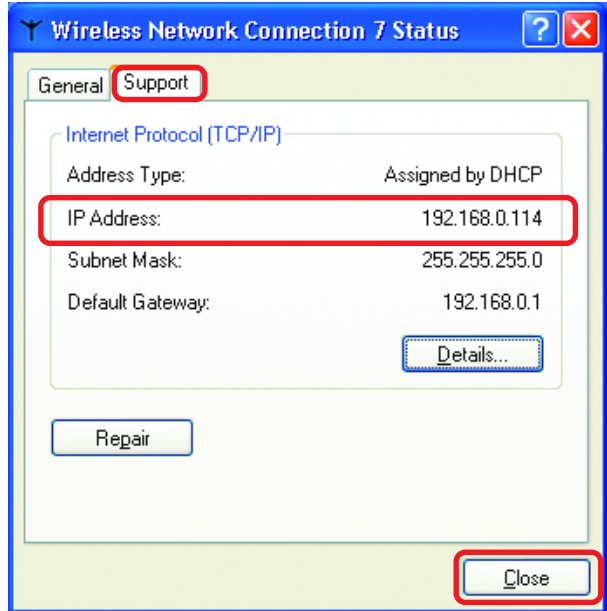 Wireless Network Connection 7 Status ?
General Support
Internet Protocol (TCP/IP)
Address Type: Assigned by DHCP
IP Address: 192.168.0.114
Subnet Mask: 255.255.255.0
Default Gateway: 192.168.0.1
Details...
Repair
Close